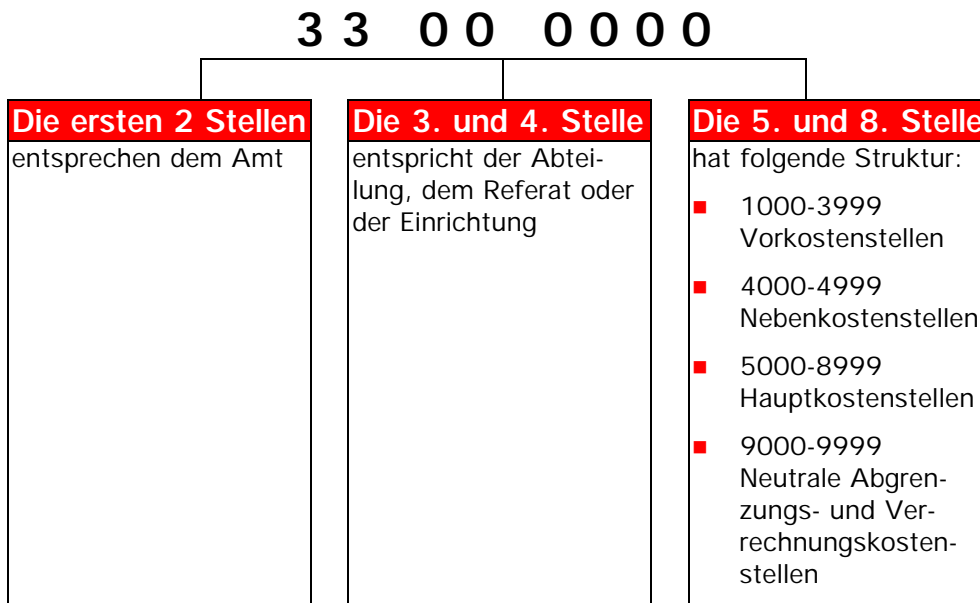 33 00 0000
Die ersten 2 Stellen
entsprechen dem Amt
Die 3. und 4. Stelle
entspricht der Abtei-
lung, dem Referat oder
der Einrichtung
Die 5. und 8. Stelle
hat folgende Struktur:
1000-3999
Vorkostenstellen
4000-4999
Nebenkostenstellen
5000-8999
Hauptkostenstellen
9000-9999
Neutrale Abgren-
zungs- und Ver-
rechnungskosten-
stellen